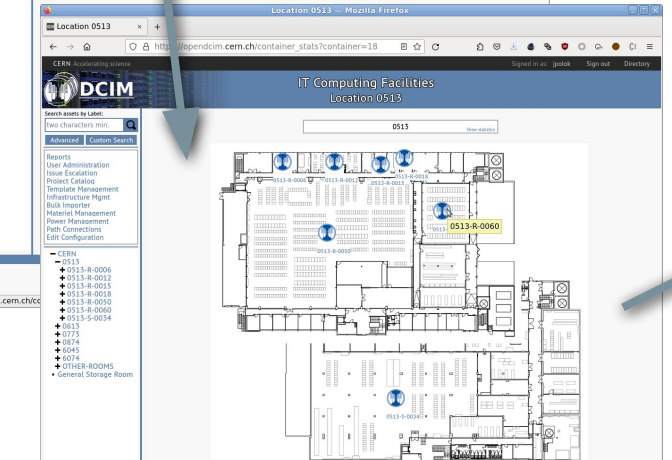 Location 0513 — Mozilla Firefox
Location 0513
https://opendcim.cern.ch/container_stats?container=18
CERN Accelerating science
Signed in as: jpolok Sign out Directory
DCIM
IT Computing Facilities
Location 0513
Search assets by Label:
two characters min.
Advanced Custom Search
0513
Show statistics
Reports
User Administration
Issue Escalation
Project Catalog
Template Management
Infrastructure Mgmt
Bulk Importer
Materiel Management
Power Management
Path Connections
Edit Configuration
CERN
0513
0513-R-0006
0513-R-0012
0513-R-0015
0513-R-0018
0513-R-0050
0513-R-0060
0513-S-0034
0613
0773
0874
6045
6074
OTHER-ROOMS
General Storage Room
0513-R-0006
0513-R-0012
0513-R-0015
0513-R-0018
0513-R-0060
0513-R-0050
0513-S-0034
.cern.ch/cc